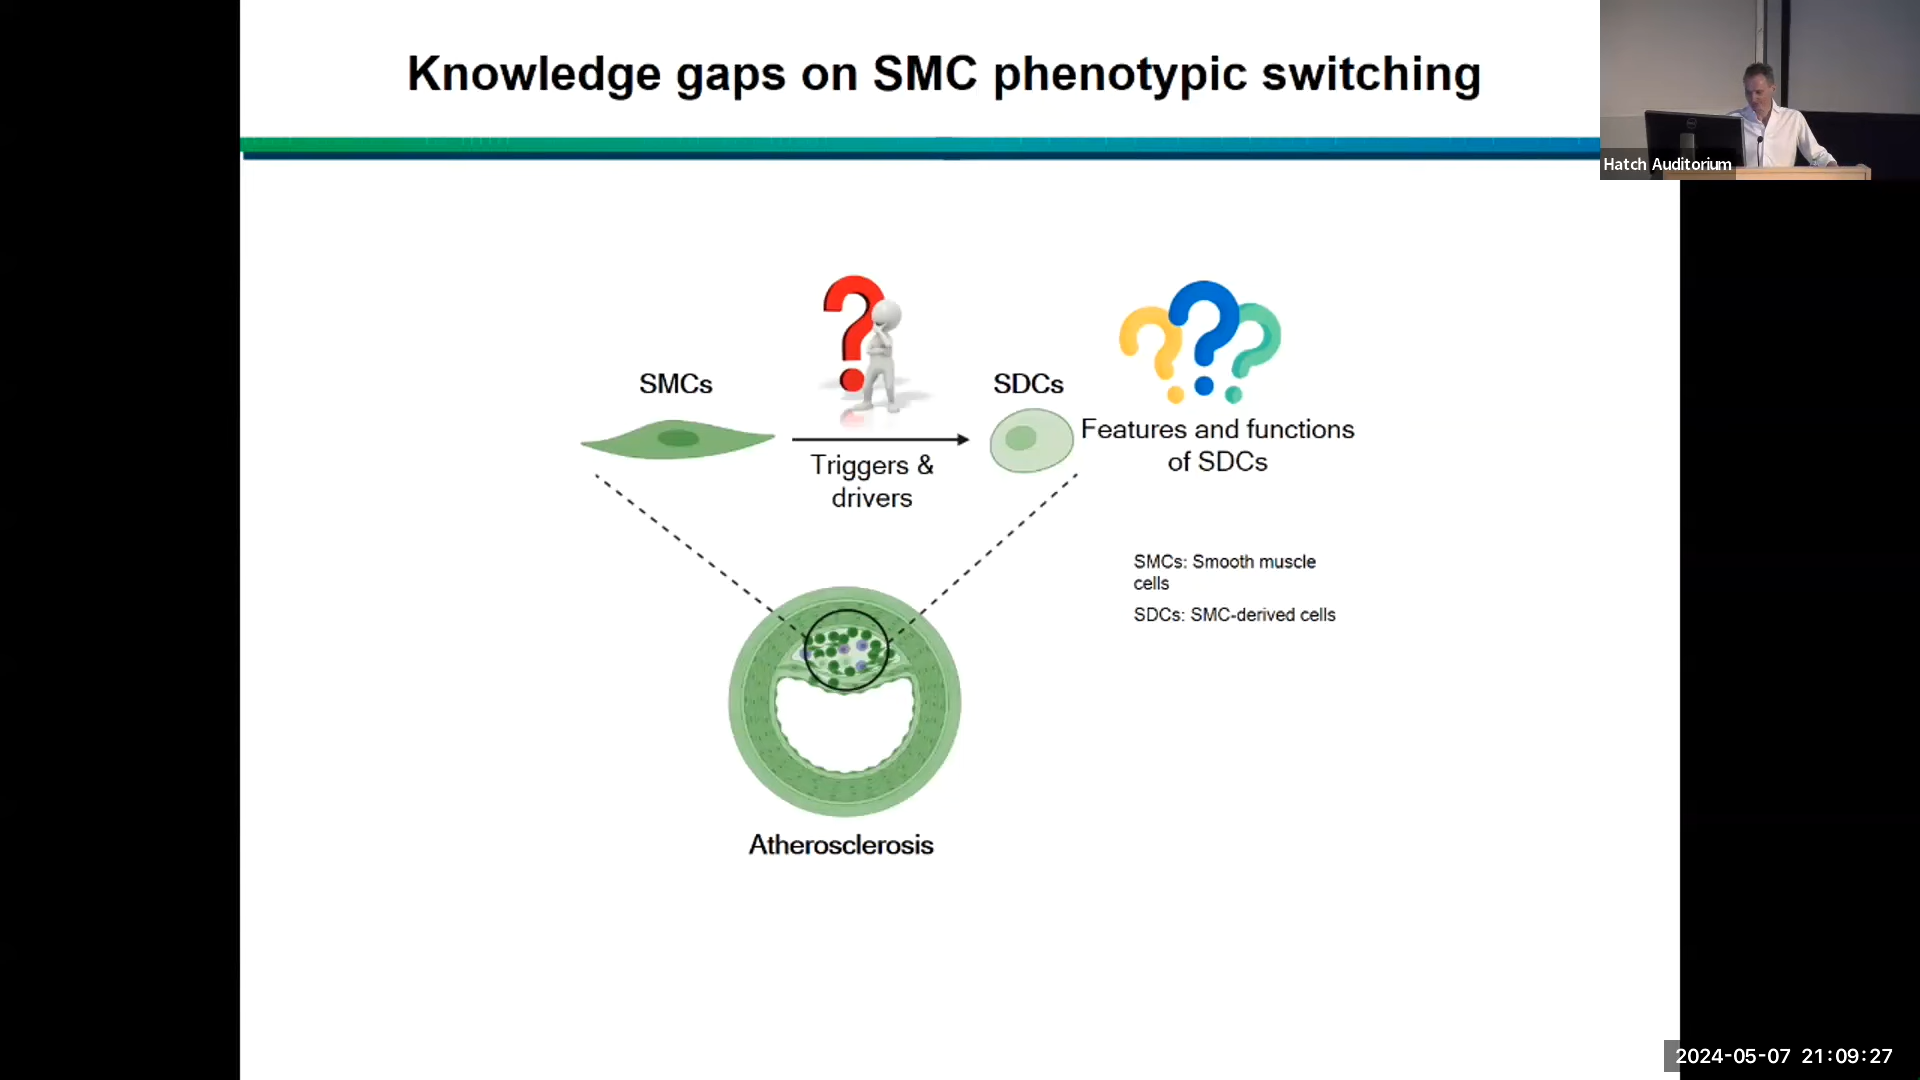 Knowledge gaps on SMC phenotypic switching
Hatch Auditorium
SMCs
SDCs
Triggers &
drivers
Features and functions
of SDCs
SMCs: Smooth muscle
cells
SDCs: SMC-derived cells
Atherosclerosis
2024-05-07 21:09:27